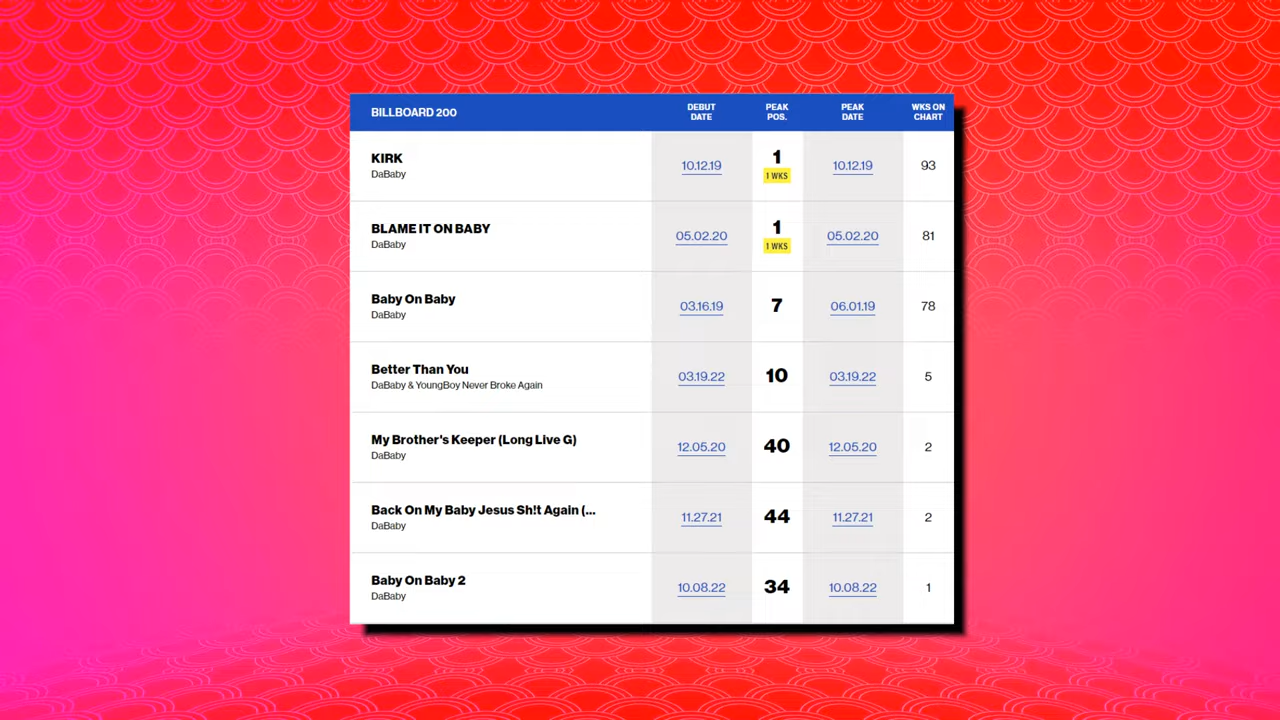 BILLBOARD 200 DEBUT DATE PEAK POS. PEAK DATE WKS ON CHART
KIRK
DaBaby
10.12.19 1 1 WKS 10.12.19 93
BLAME IT ON BABY
DaBaby
05.02.20 1 1 WKS 05.02.20 81
Baby On Baby
DaBaby
03.16.19 7 06.01.19 78
Better Than You
DaBaby & YoungBoy Never Broke Again
03.19.22 10 03.19.22 5
My Brother's Keeper (Long Live G)
DaBaby
12.05.20 40 12.05.20 2
Back On My Baby Jesus Sh!t Again (...
DaBaby
11.27.21 44 11.27.21 2
Baby On Baby 2
DaBaby
10.08.22 34 10.08.22 1